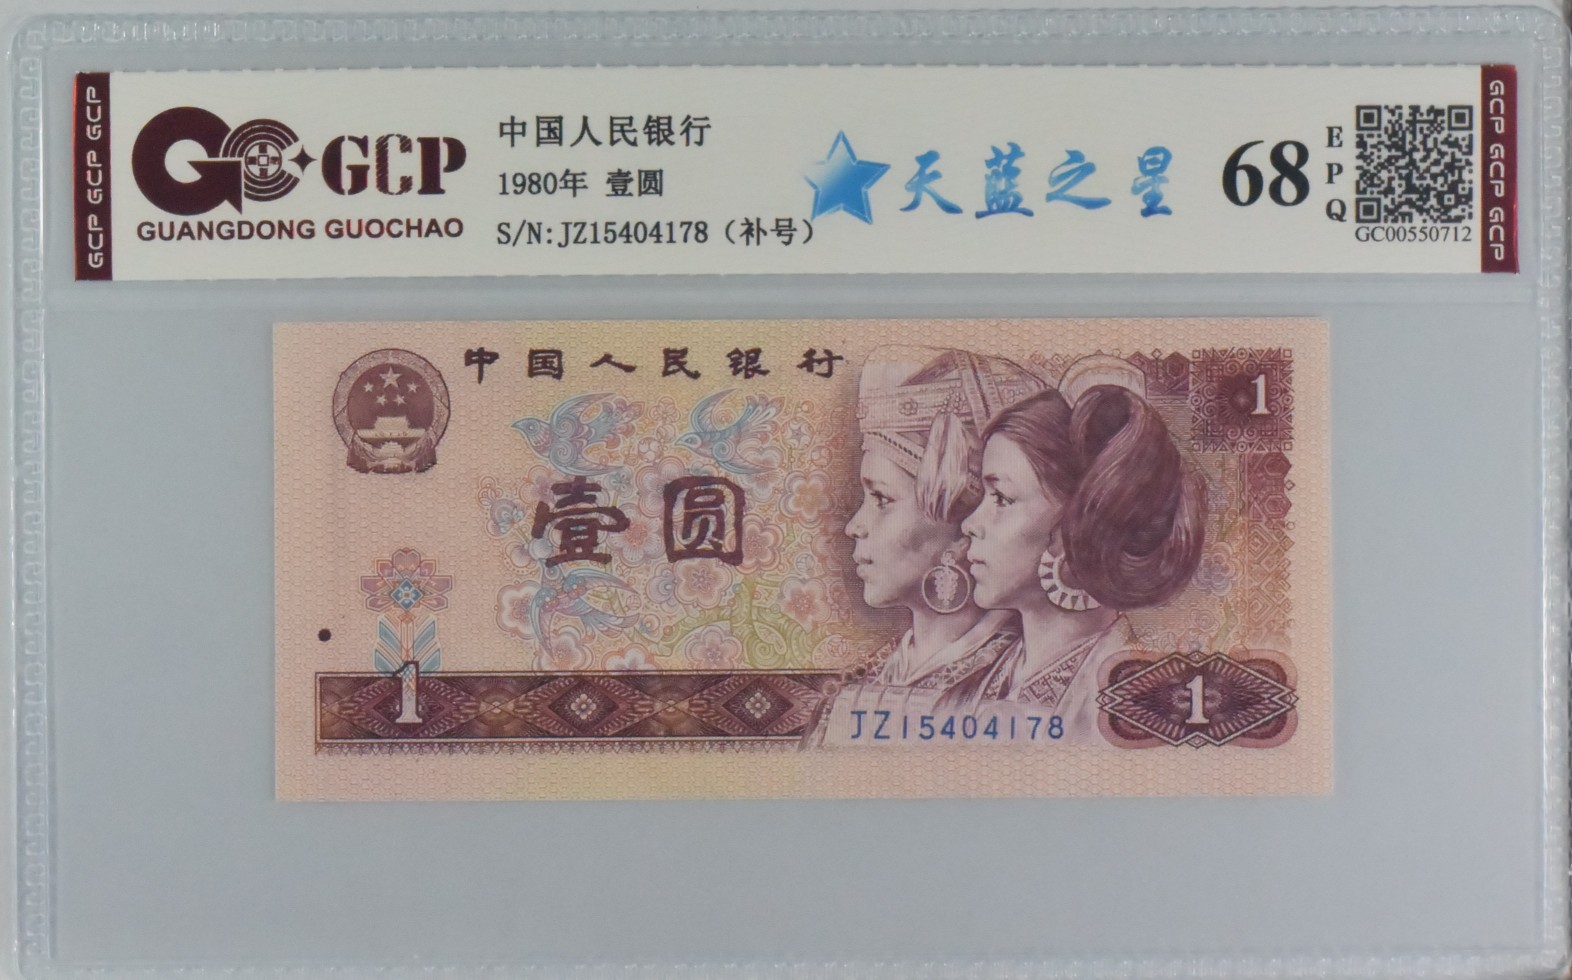 GCP GCP GCP
GCP
GUANGDONG GUOCHAO
中国人民银行
1980年 壹圆
S/N:JZ15404178（补号）
天蓝之星
68
EPQ
GC00550712
GCP GCP GCP
中国人民银行
1
壹圆
1
JZ15404178
1